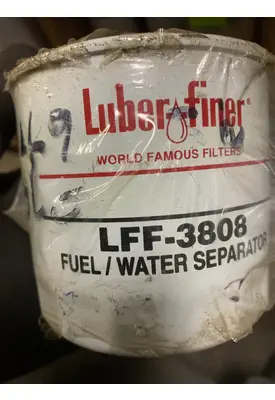 Luber-finer®
WORLD FAMOUS FILTERS
LFF-3808
FUEL / WATER SEPARATOR